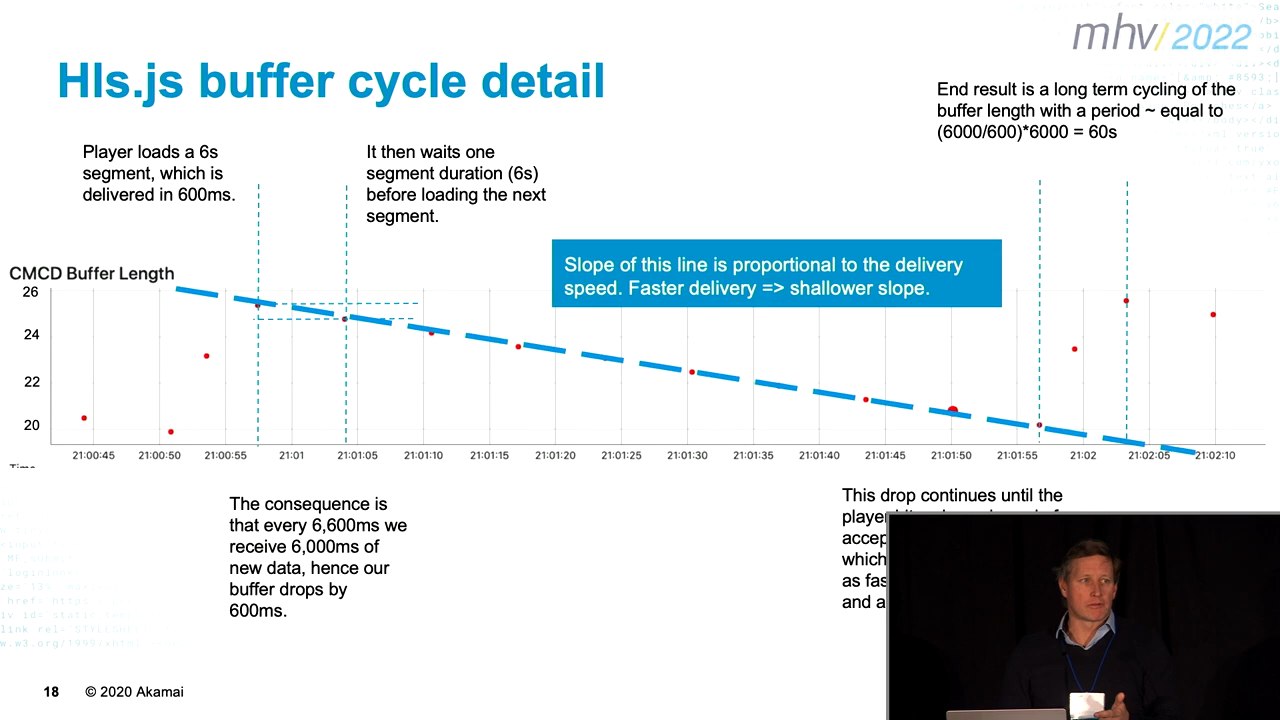 mhv/2022
Hls.js buffer cycle detail
End result is a long term cycling of the
buffer length with a period ~ equal to
(6000/600)*6000 = 60s
Player loads a 6s
segment, which is
delivered in 600ms.
It then waits one
segment duration (6s)
before loading the next
segment.
Slope of this line is proportional to the delivery
speed. Faster delivery => shallower slope.
CMCD Buffer Length
26
24
22
20
21:00:45
21:00:50
21:00:55
21:01
21:01:05
21:01:10
21:01:15
21:01:20
21:01:25
21:01:30
21:01:35
21:01:40
21:01:45
21:01:50
21:01:55
21:02
21:02:05
21:02:10
Time
The consequence is
that every 6,600ms we
receive 6,000ms of
new data, hence our
buffer drops by
600ms.
This drop continues until the
player
which
and a
18
© 2020 Akamai